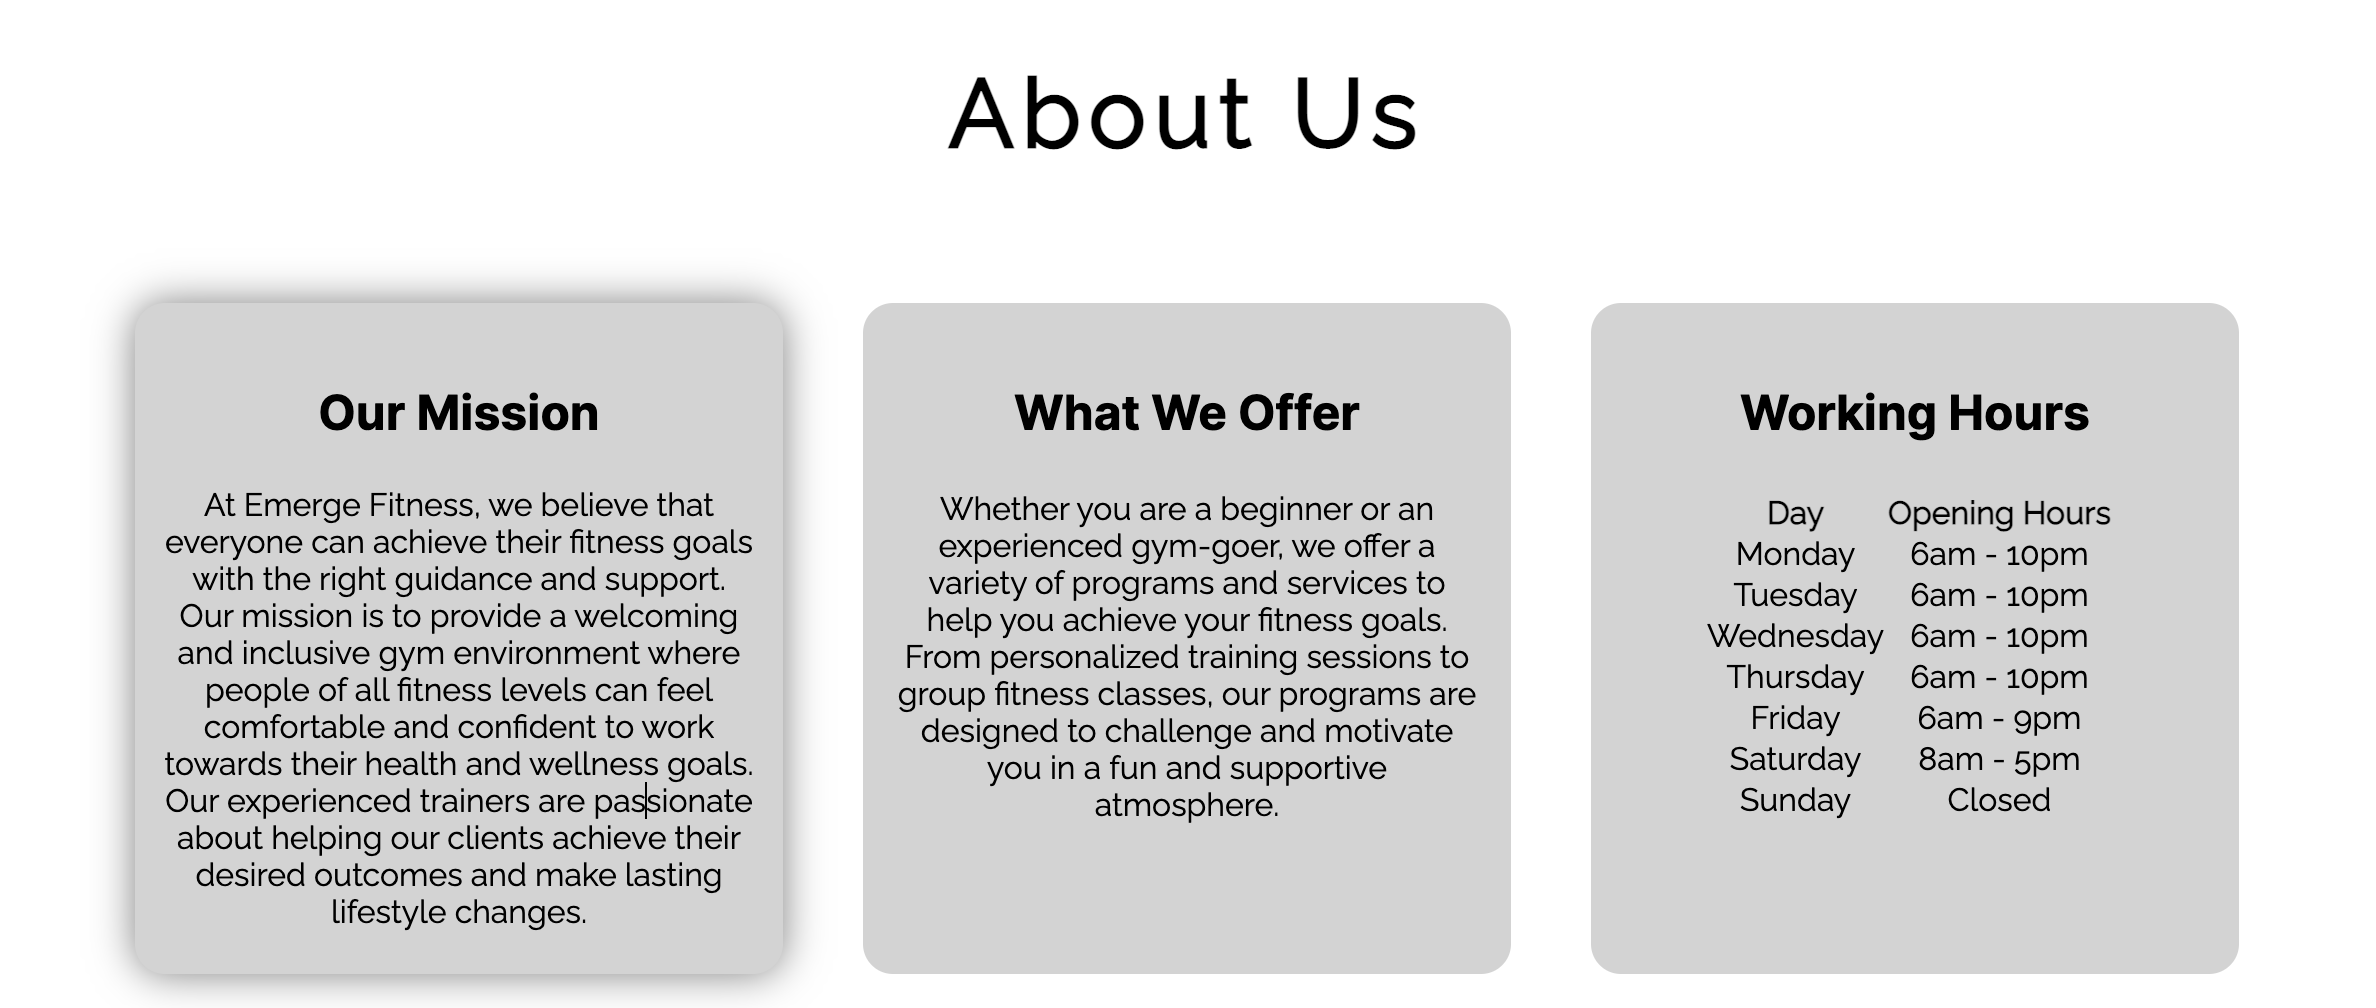 About Us
Our Mission
At Emerge Fitness, we believe that
everyone can achieve their fitness goals
with the right guidance and support.
Our mission is to provide a welcoming
and inclusive gym environment where
people of all fitness levels can feel
comfortable and confident to work
towards their health and wellness goals.
Our experienced trainers are passionate
about helping our clients achieve their
desired outcomes and make lasting
lifestyle changes.
What We Offer
Whether you are a beginner or an
experienced gym-goer, we offer a
variety of programs and services to
help you achieve your fitness goals.
From personalized training sessions to
group fitness classes, our programs are
designed to challenge and motivate
you in a fun and supportive
atmosphere.
Working Hours
Day Opening Hours
Monday 6am - 10pm
Tuesday 6am - 10pm
Wednesday 6am - 10pm
Thursday 6am - 10pm
Friday 6am - 9pm
Saturday 8am - 5pm
Sunday Closed